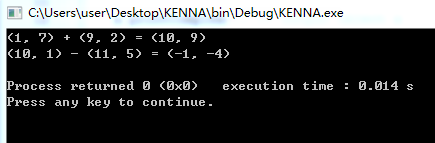 C:\Users\user\Desktop\KENNA\bin\Debug\KENNA.exe
(1, 7) + (9, 2) = (10, 9)
(10, 1) - (11, 5) = (-1, -4)
Process returned 0 (0x0)   execution time : 0.014 s
Press any key to continue.